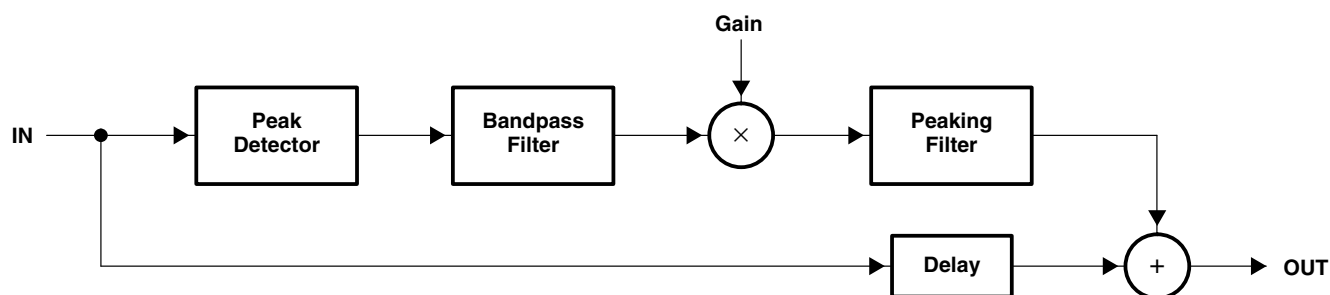 Gain
IN
Peak
Detector
Bandpass
Filter
×
Peaking
Filter
Delay
+
OUT